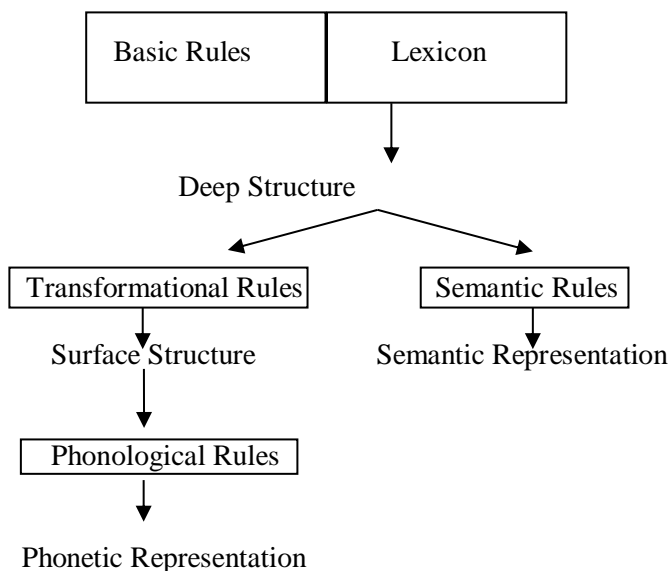 Basic Rules Lexicon
Deep Structure
Transformational Rules Semantic Rules
Surface Structure Semantic Representation
Phonological Rules
Phonetic Representation